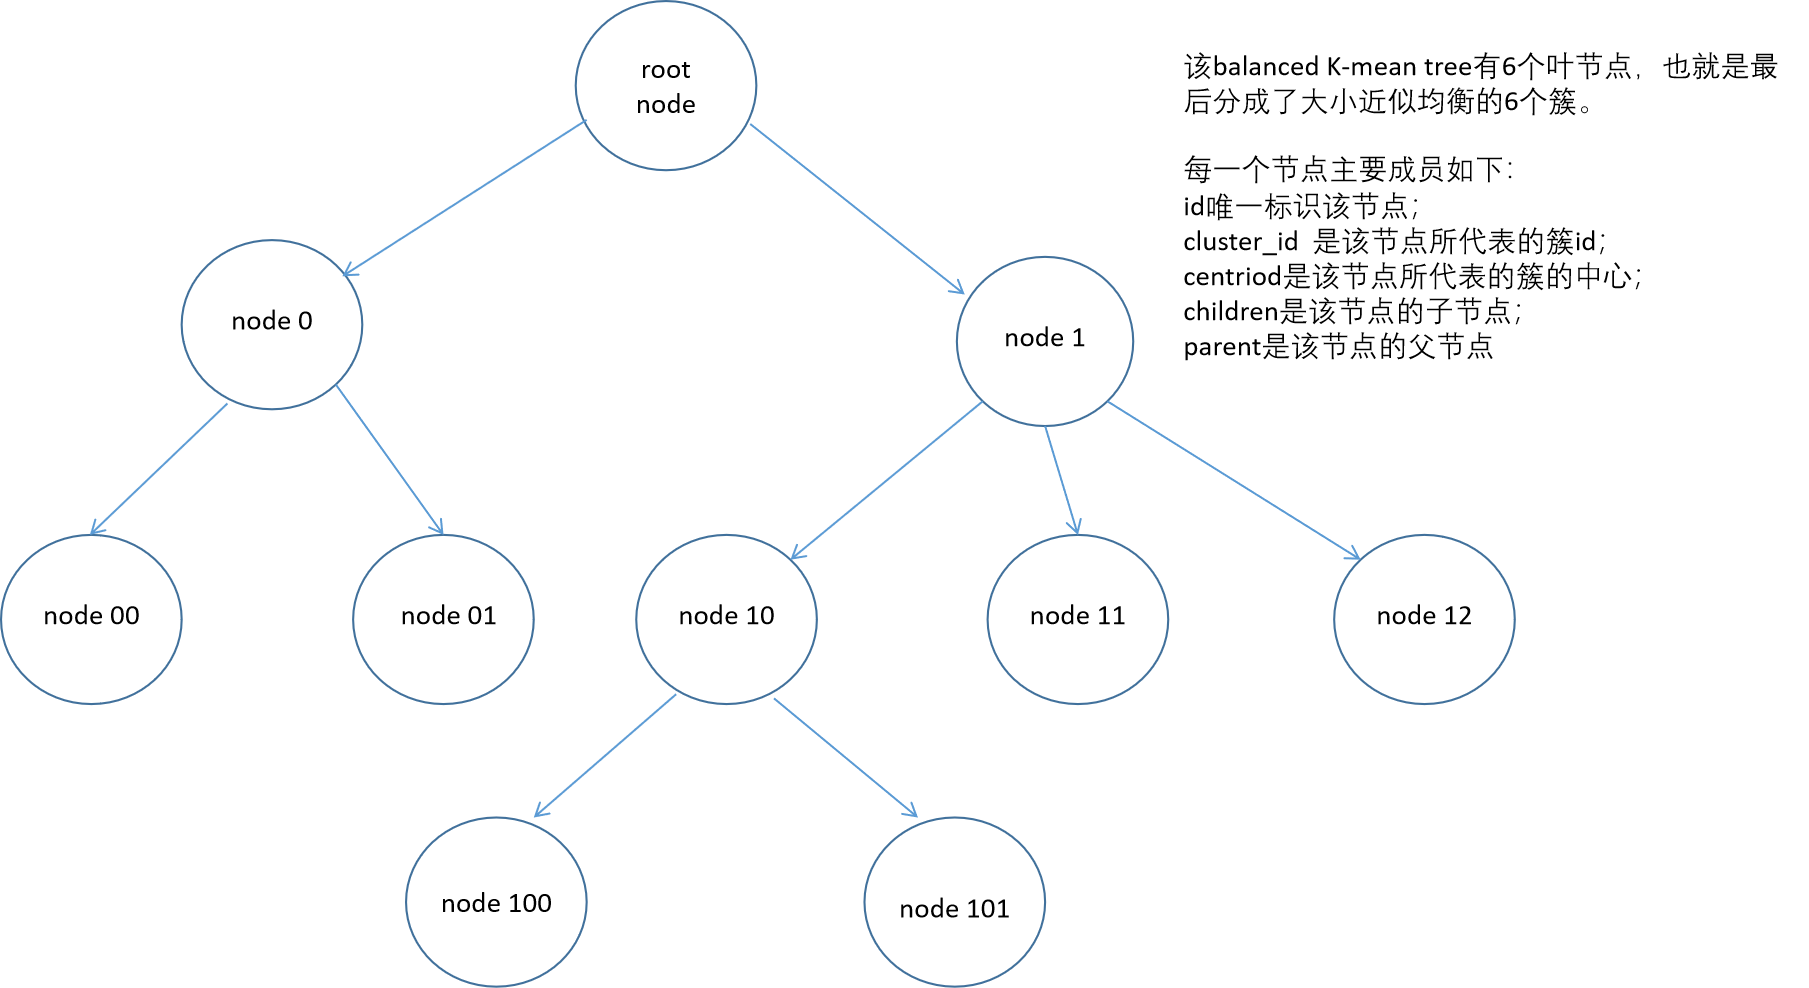 root
node
该balanced K-mean tree有6个叶节点，也就是最
后分成了大小近似均衡的6个簇。
每一个节点主要成员如下：
id唯一标识该节点；
cluster_id 是该节点所代表的簇id；
centriod是该节点所代表的簇的中心；
children是该节点的子节点；
parent是该节点的父节点
node 0
node 1
node 00
node 01
node 10
node 11
node 12
node 100
node 101